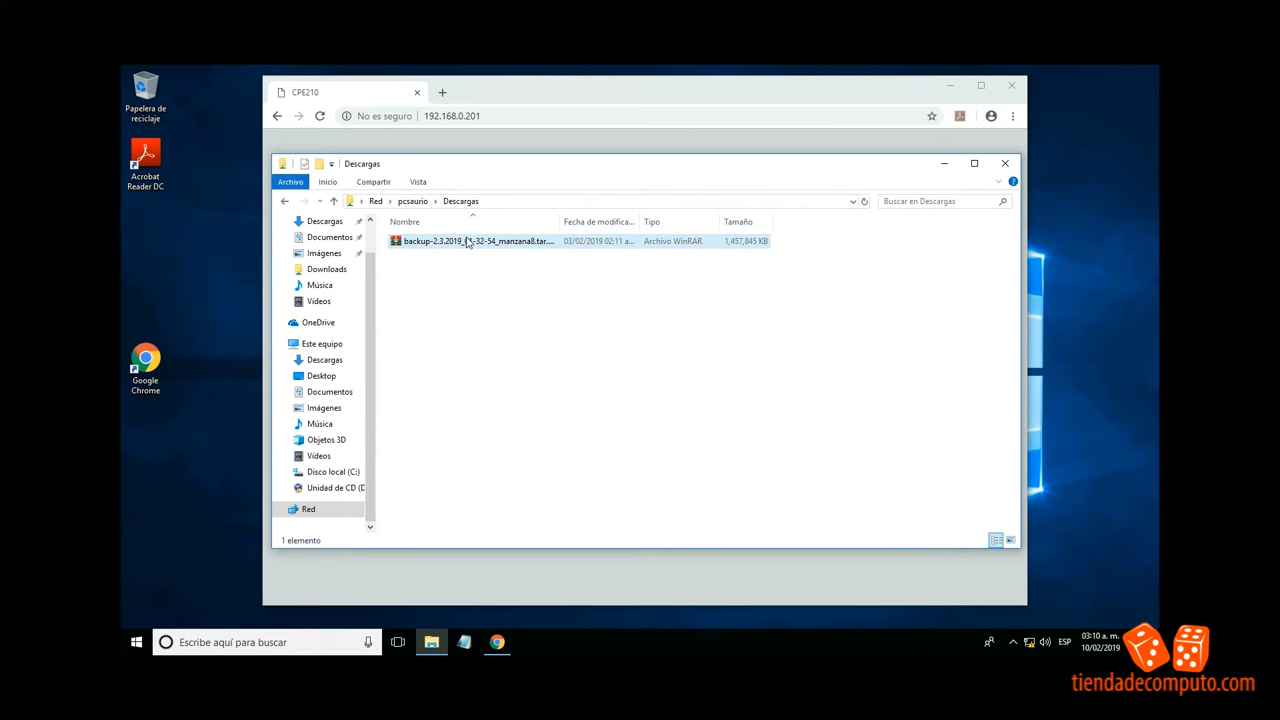 Papelera de
reciclaje
Acrobat
Reader DC
Google
Chrome
CPE210
No es seguro
192.168.0.201
Descargas
Archivo
Inicio
Compartir
Vista
Red
pcsaurio
Descargas
Buscar en Descargas
Nombre
Fecha de modifica...
Tipo
Tamaño
03/02/2019 02:11 a...
Archivo WinRAR
1,457,845 KB
Descargas
Documentos
Imágenes
Downloads
Música
Vídeos
OneDrive
Este equipo
Descargas
Desktop
Documentos
Imágenes
Música
Objetos 3D
Vídeos
Disco local (C:)
Unidad de CD (D
Red
1 elemento
Escribe aquí para buscar
ESP
03:10 a. m.
10/02/2019
tiendadecomputo.com